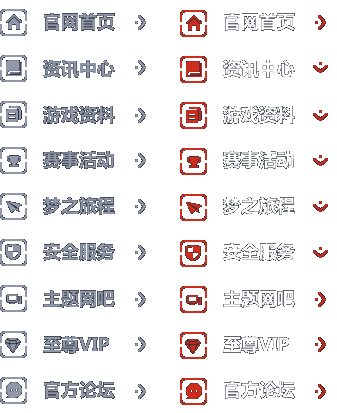 官网首页 官网首页
资讯中心 资讯中心
游戏资料 游戏资料
赛事活动 赛事活动
梦之旅程 梦之旅程
安全服务 安全服务
主题网吧 主题网吧
至尊VIP 至尊VIP
官方论坛 官方论坛